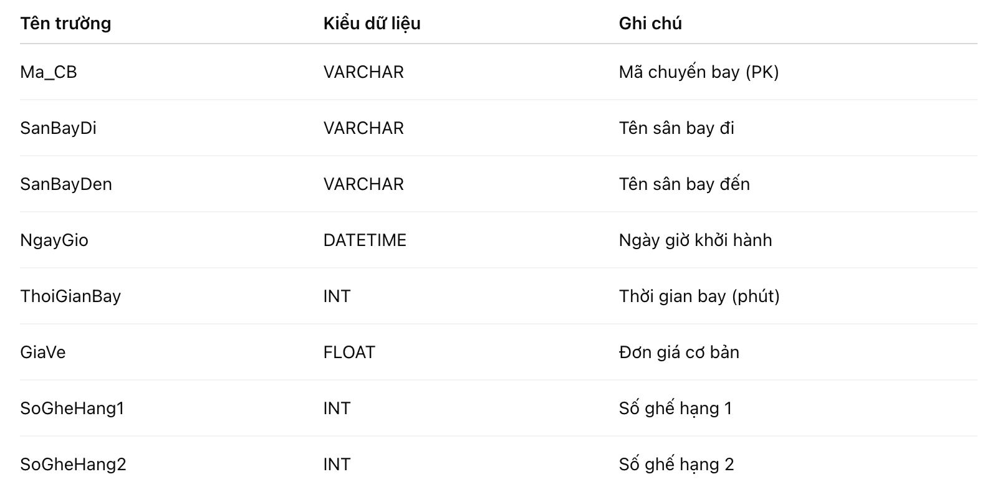 Tên trường Kiểu dữ liệu Ghi chú
Ma_CB VARCHAR Mã chuyến bay (PK)
SanBayDi VARCHAR Tên sân bay đi
SanBayDen VARCHAR Tên sân bay đến
NgayGio DATETIME Ngày giờ khởi hành
ThoiGianBay INT Thời gian bay (phút)
GiaVe FLOAT Đơn giá cơ bản
SoGheHang1 INT Số ghế hạng 1
SoGheHang2 INT Số ghế hạng 2